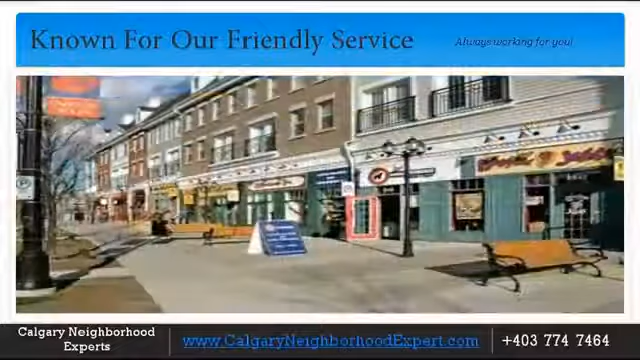 Known For Our Friendly Service
Always working for you!
P
Calgary Neighborhood
Experts
www.CalgaryNeighborhoodExpert.com
+403 774 7464